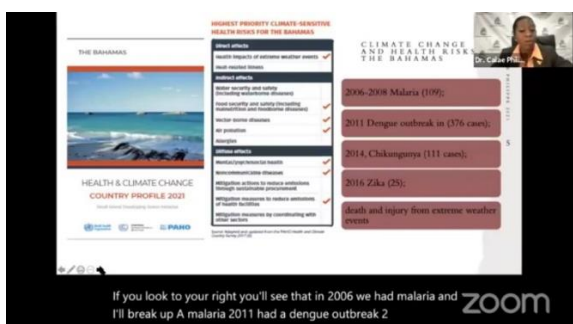 THE BAHAMAS
HEALTH & CLIMATE CHANGE
COUNTRY PROFILE 2021
PAHO
HIGHEST PRIORITY CLIMATE-SENSITIVE
HEALTH RISKS FOR THE BAHAMAS
Direct effects
Health impacts of extreme weather events
Heat-related illness
Indirect effects
Water security and safety
(including waterborne diseases)
Food security and safety (including
malnutrition and foodborne diseases)
Vector-borne diseases
Air pollution
Allergies
Diffuse effects
Mental/psychosocial health
Noncommunicable diseases
Mitigation actions to reduce emissions
through sustainable procurement
Mitigation measures to reduce emissions
of health facilities
Mitigation measures by coordinating with
other sectors
CLIMATE CHANGE
AND HEALTH RISKS
THE BAHAMAS
2006-2008 Malaria (109);
2011 Dengue outbreak in (376 cases);
2014, Chikungunya (111 cases);
2016 Zika (25);
death and injury from extreme weather
events
5
If you look to your right you'll see that in 2006 we had malaria and
I'll break up A malaria 2011 had a dengue outbreak 2
zoom